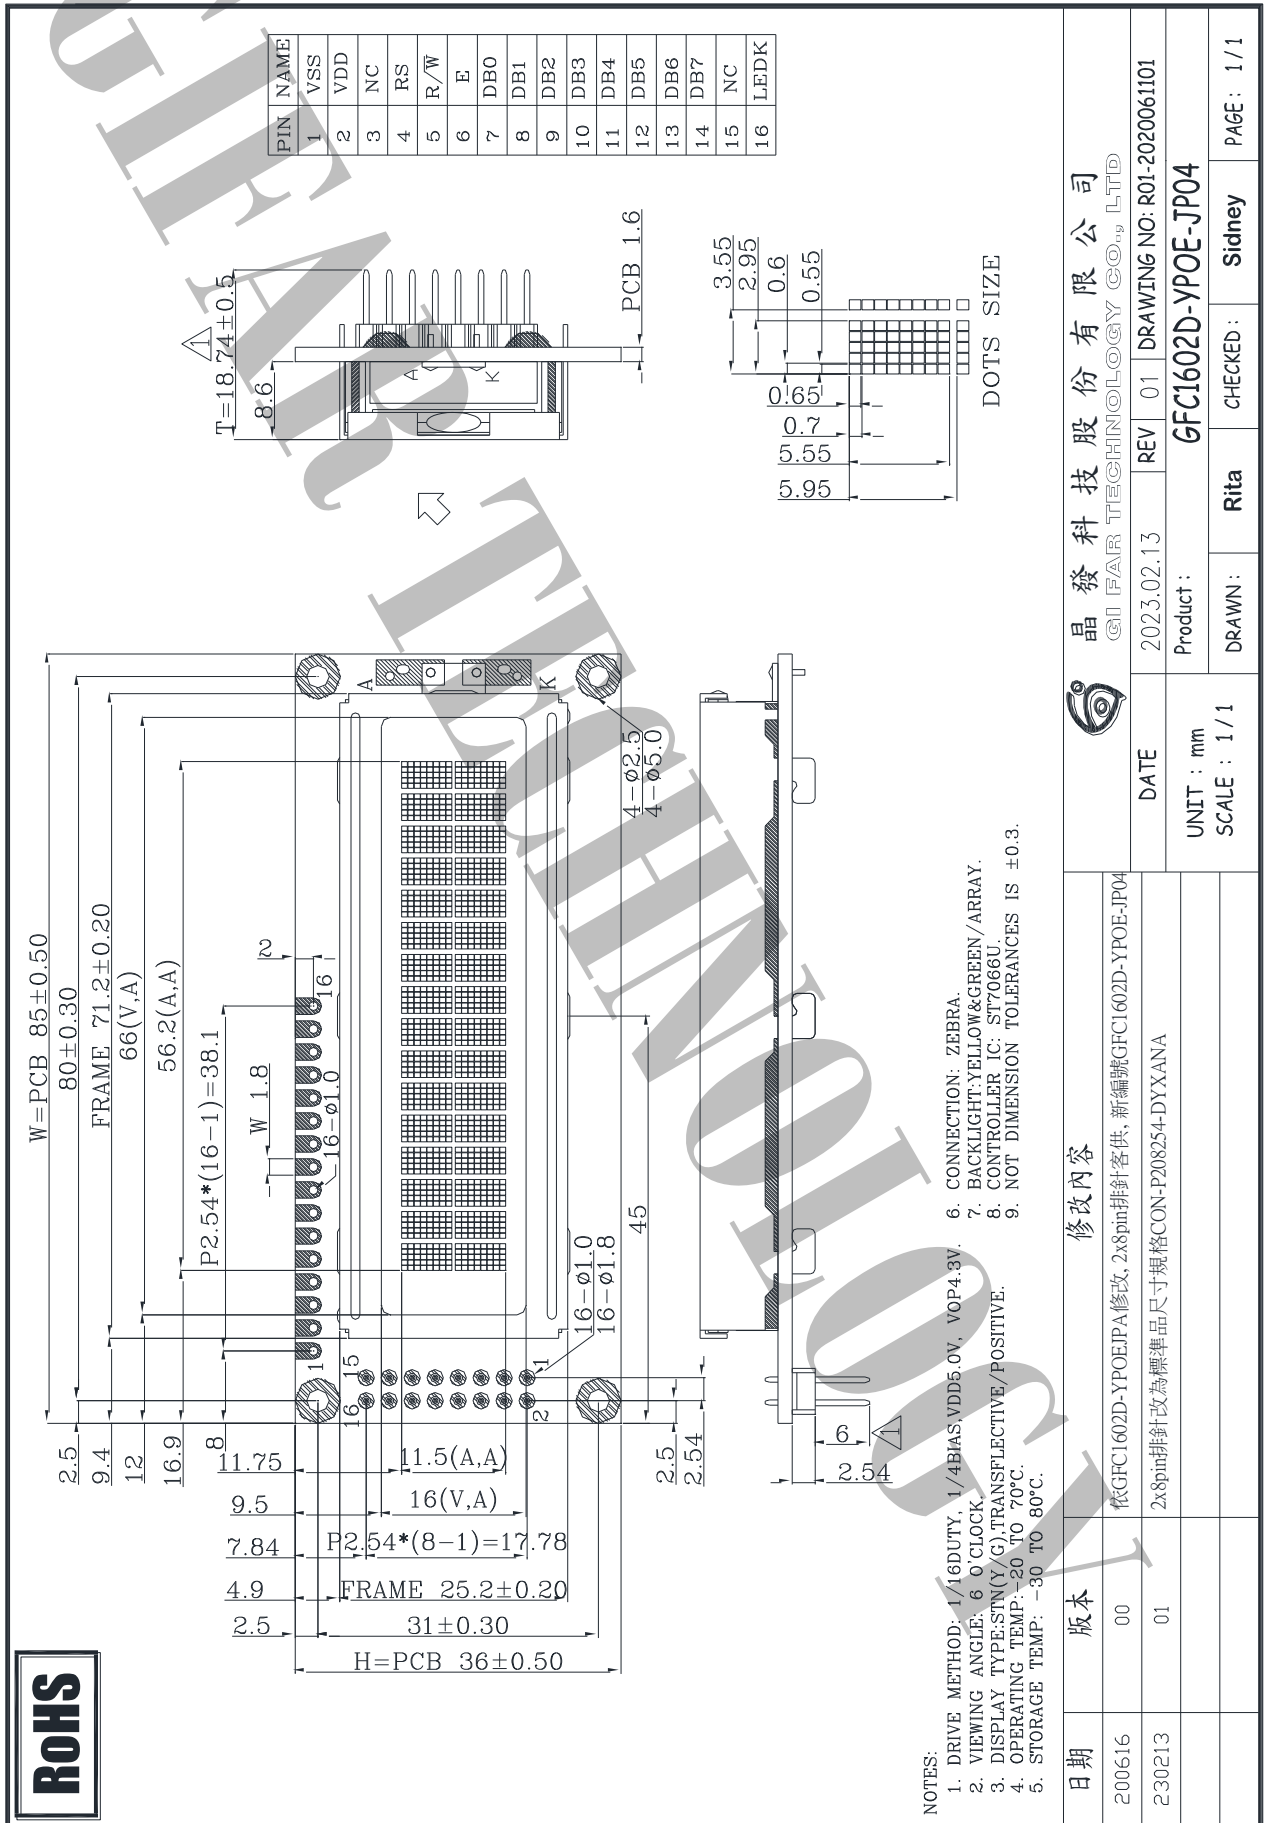 RoHS
W=PCB 85±0.50
80±0.30
FRAME 71.2±0.20
66(V,A)
56.2(A,A)
P2.54*(16-1)=38.1
2
W 1.8
16-ø1.0
1
16
2.5
9.4
12
16.9
8
11.75
11.5(A,A)
9.5
16(V,A)
7.84
P2.54*(8-1)=17.78
4.9
FRAME 25.2±0.20
2.5
31±0.30
H=PCB 36±0.50
15
1
16
2
16-ø1.0
16-ø1.8
45
2.5
2.54
A
K
4-ø2.5
4-ø5.0
6
1
2.54
1
T=18.74±0.5
8.6
A
K
PCB 1.6
3.55
2.95
0.6
0.55
0.65
0.7
5.55
5.95
DOTS SIZE
PIN NAME
1 VSS
2 VDD
3 NC
4 RS
5 R/W
6 E
7 DB0
8 DB1
9 DB2
10 DB3
11 DB4
12 DB5
13 DB6
14 DB7
15 NC
16 LEDK
NOTES:
1. DRIVE METHOD: 1/16DUTY, 1/4BIAS,VDD5.0V, VOP4.3V.
2. VIEWING ANGLE: 6 O'CLOCK.
3. DISPLAY TYPE:STN(Y/G),TRANSFLECTIVE/POSITIVE.
4. OPERATING TEMP:-20 TO 70°C.
5. STORAGE TEMP: -30 TO 80°C.
6. CONNECTION: ZEBRA.
7. BACKLIGHT:YELLOW&GREEN/ARRAY.
8. CONTROLLER IC: ST7066U.
9. NOT DIMENSION TOLERANCES IS ±0.3.
日期 版本 修改內容
200616 00 依GFC1602D-YPOEJPA修改, 2x8pin排針客供, 新編號GFC1602D-YPOE-JP04
230213 01 2x8pin排針改為標準品尺寸規格CON-P208254-DYXANA
晶發科技股份有限公司
GI FAR TECHNOLOGY CO., LTD
DATE 2023.02.13 REV 01 DRAWING NO: R01-2020061101
UNIT : mm
SCALE : 1/1
Product : GFC1602D-YPOE-JP04
DRAWN : Rita CHECKED : Sidney PAGE : 1/1
GIFAR TECHNOLOGY